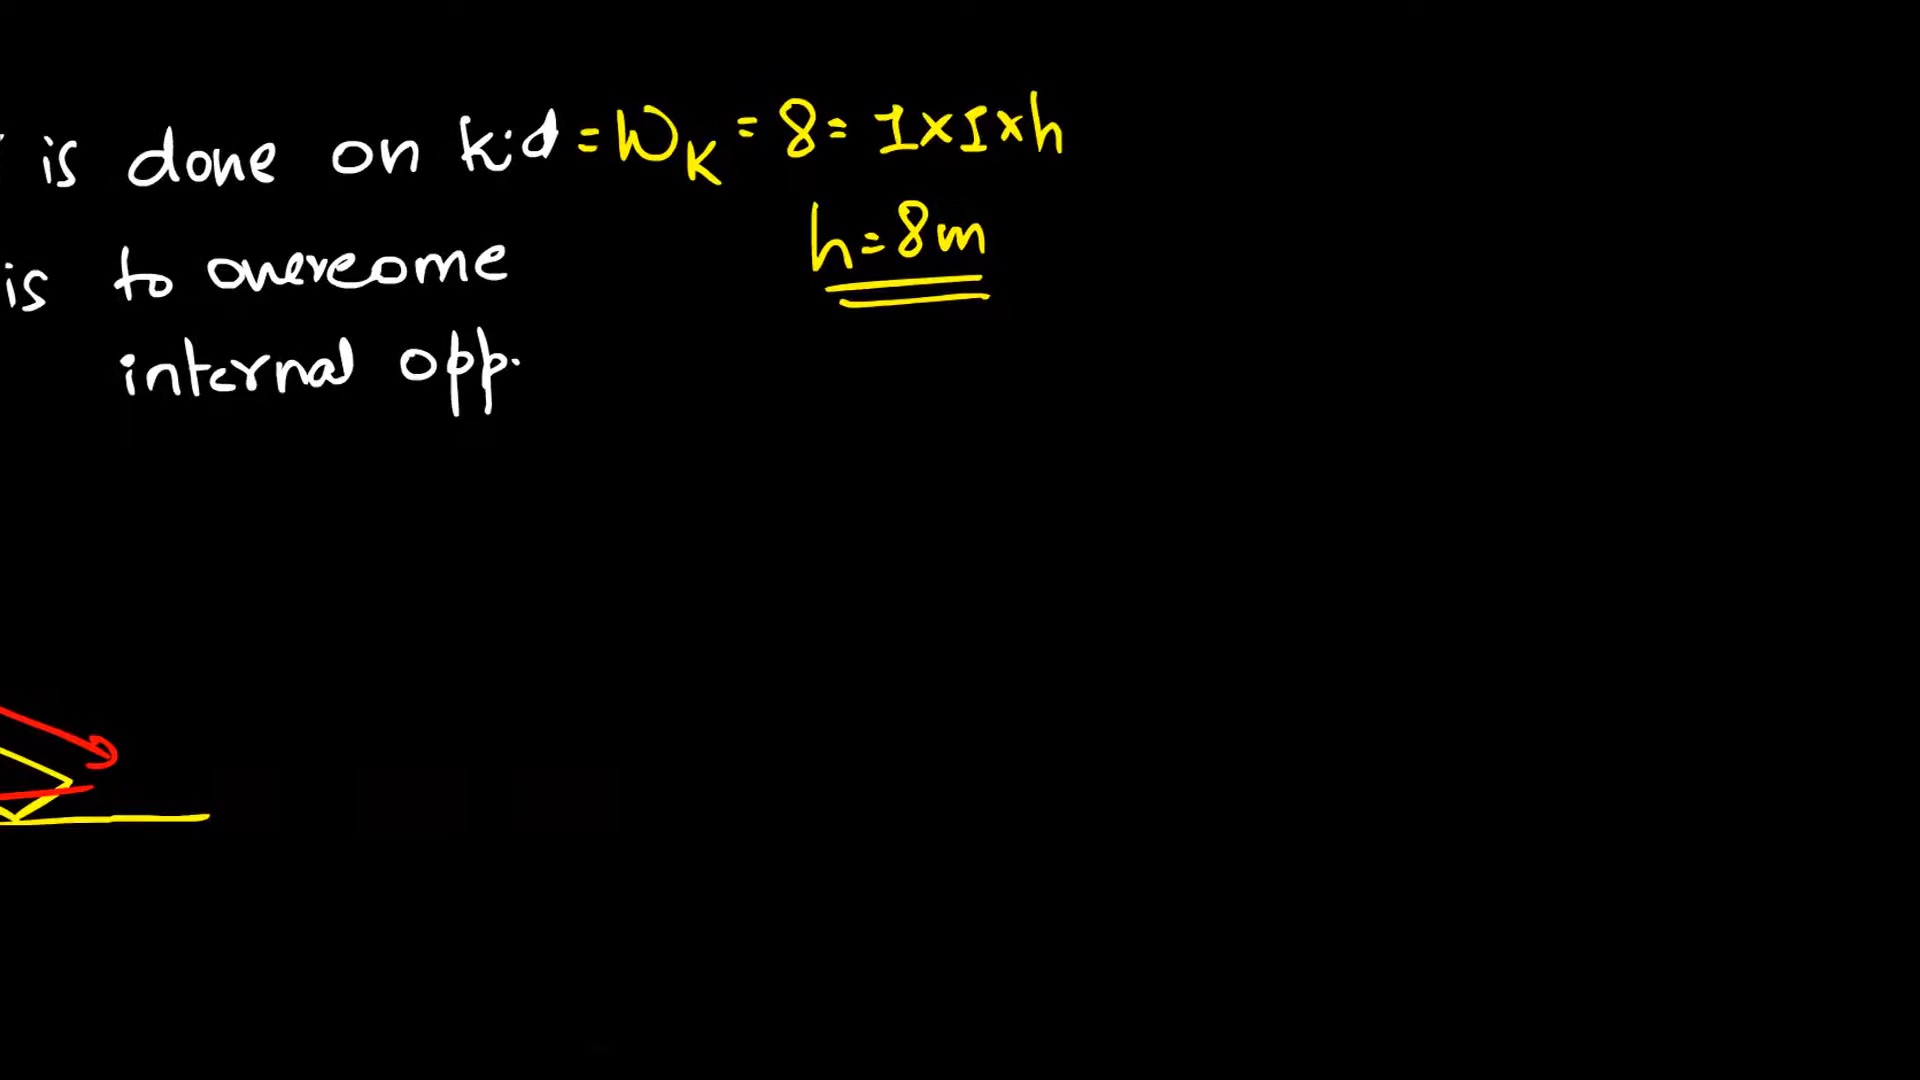 is done on kid = W_K = 8 = 1×1×h
h = 8m
is to overcome
internal opp.